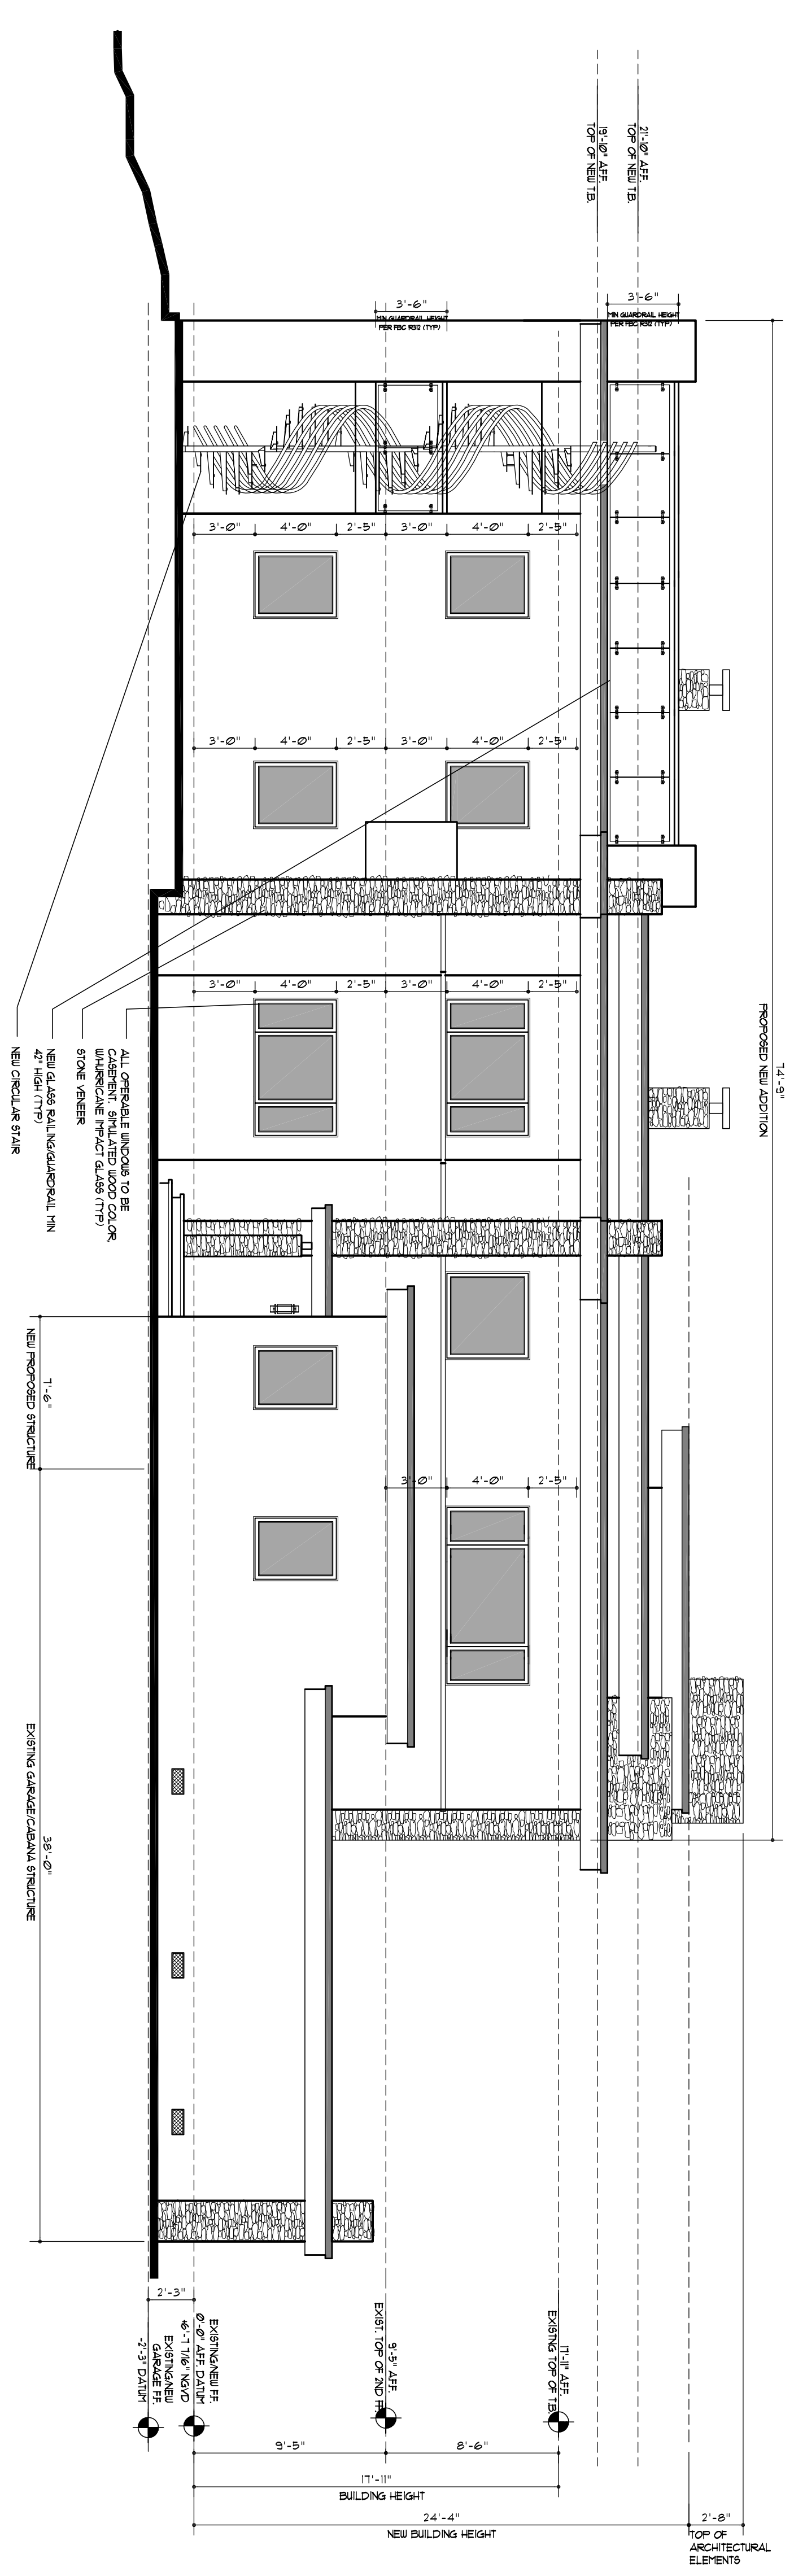 21'-10" A.F.F.
TOP OF NEW T.B.
19'-10" A.F.F.
TOP OF NEW T.B.
3'-6"
MIN GUARDRAIL HEIGHT
PER FBC R312 (TYP)
3'-6"
MIN GUARDRAIL HEIGHT
PER FBC R312 (TYP)
3'-0"
4'-0"
2'-5"
3'-0"
4'-0"
2'-5"
3'-0"
4'-0"
2'-5"
3'-0"
4'-0"
2'-5"
3'-0"
4'-0"
2'-5"
3'-0"
4'-0"
2'-5"
74'-9"
PROPOSED NEW ADDITION
ALL OPERABLE WINDOWS TO BE
CASEMENT. SIMULATED WOOD COLOR,
W/HURRICANE IMPACT GLASS (TYP)
STONE VENEER
NEW GLASS RAILING/GUARDRAIL MIN
42" HIGH (TYP)
NEW CIRCULAR STAIR
7'-6"
NEW PROPOSED STRUCTURE
3'-0"
4'-0"
2'-5"
38'-0"
EXISTING GARAGE/CABANA STRUCTURE
2'-3"
EXISTING/NEW F.F.
0'-0" A.F.F. DATUM
+6'-7 7/16" NGVD
EXISTING/NEW
GARAGE F.F.
-2'-3" DATUM
9'-5" A.F.F.
EXIST. TOP OF 2ND F.F.
17'-11" A.F.F.
EXISTNG TOP OF T.B.
9'-5"
8'-6"
17'-11"
BUILDING HEIGHT
24'-4"
NEW BUILDING HEIGHT
2'-8"
TOP OF
ARCHITECTURAL
ELEMENTS